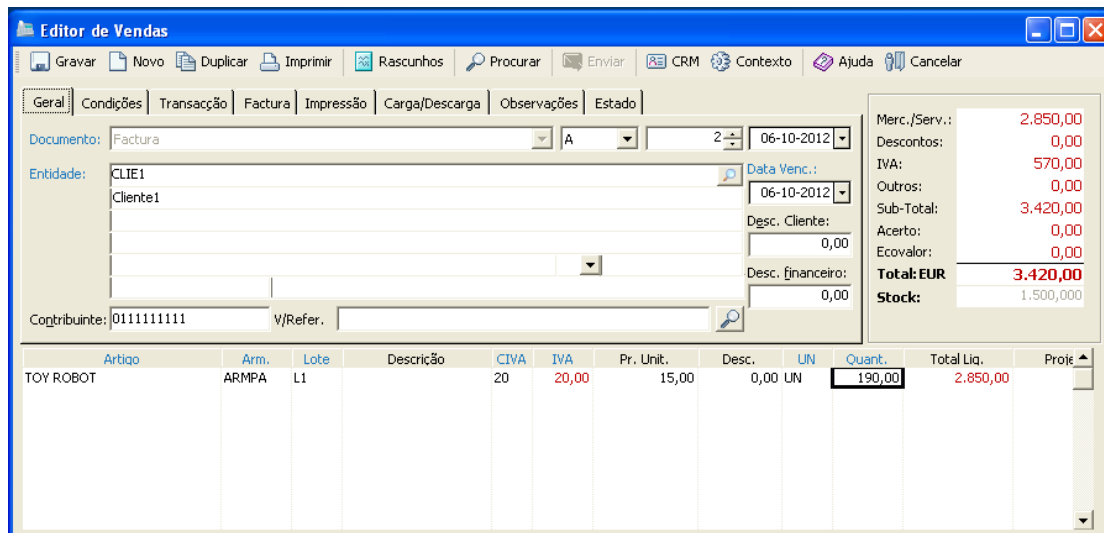 Editor de Vendas
Gravar Novo Duplicar Imprimir Rascunhos Procurar Enviar CRM Contexto Ajuda Cancelar
Geral Condições Transacção Factura Impressão Carga/Descarga Observações Estado
Documento: Factura A 2 06-10-2012
Entidade: CLIE1 Data Venc.:
Cliente1 06-10-2012
Desc. Cliente:
0,00
Desc. financeiro:
0,00
Contribuinte: 0111111111 V/Refer.
Merc./Serv.: 2.850,00
Descontos: 0,00
IVA: 570,00
Outros: 0,00
Sub-Total: 3.420,00
Acerto: 0,00
Ecovalor: 0,00
Total:EUR 3.420,00
Stock: 1.500,000
Artigo Arm. Lote Descrição CIVA IVA Pr. Unit. Desc. UN Quant. Total Liq. Proje
TOY ROBOT ARMPA L1 20 20,00 15,00 0,00 UN 190,00 2.850,00